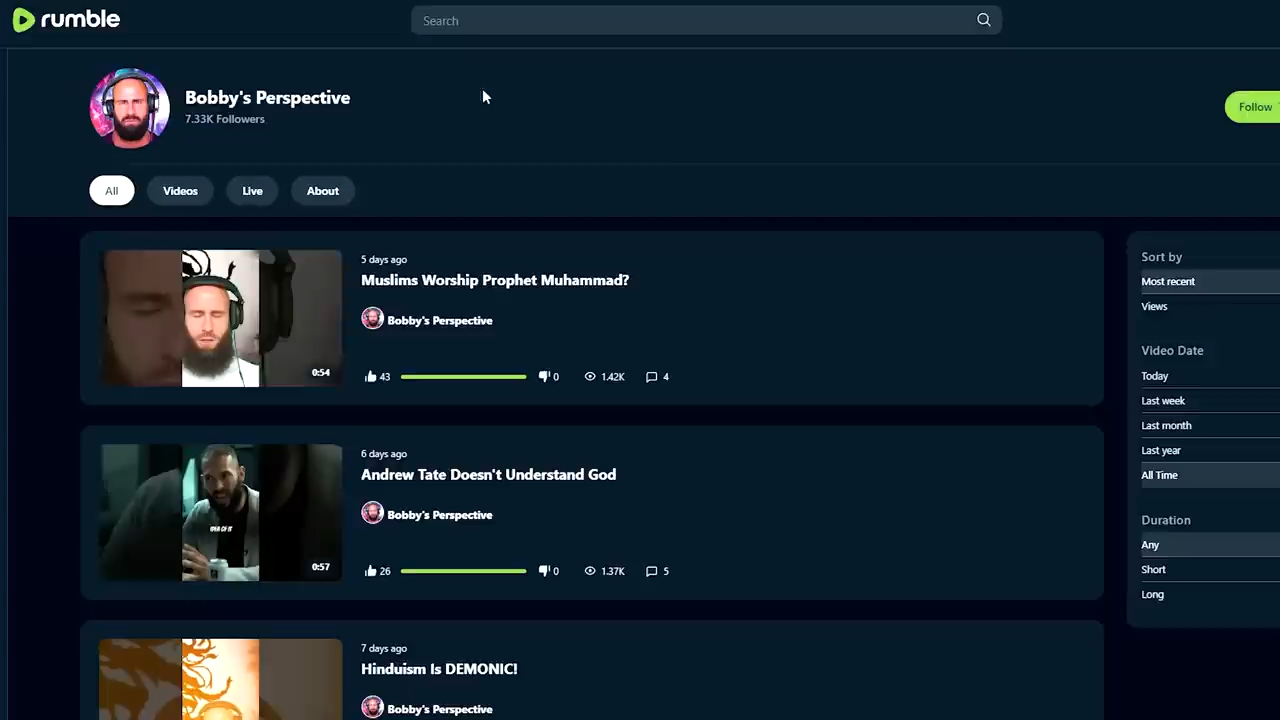 rumble
Search
Bobby's Perspective
7.33K Followers
Follow
All
Videos
Live
About
5 days ago
Muslims Worship Prophet Muhammad?
Bobby's Perspective
0:54
43
0
1.42K
4
6 days ago
Andrew Tate Doesn't Understand God
Bobby's Perspective
IDEA OF IT
0:57
26
0
1.37K
5
7 days ago
Hinduism Is DEMONIC!
Bobby's Perspective
Sort by
Most recent
Views
Video Date
Today
Last week
Last month
Last year
All Time
Duration
Any
Short
Long